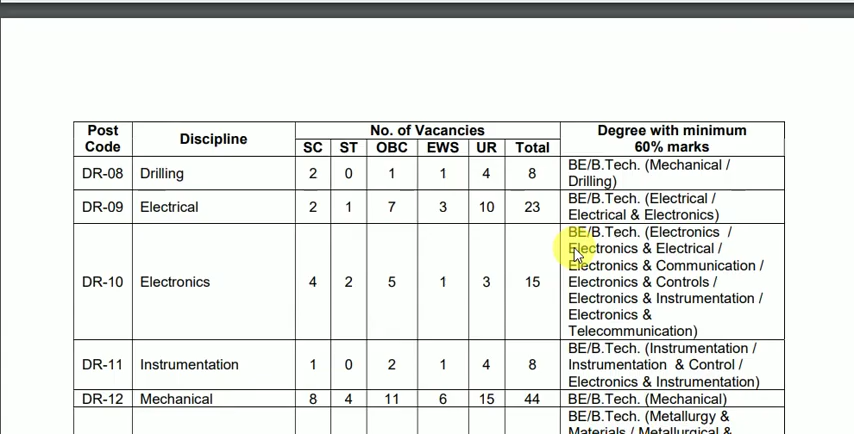 Post Code Discipline No. of Vacancies Degree with minimum 60% marks
SC ST OBC EWS UR Total
DR-08 Drilling 2 0 1 1 4 8 BE/B.Tech. (Mechanical /
Drilling)
DR-09 Electrical 2 1 7 3 10 23 BE/B.Tech. (Electrical /
Electrical & Electronics)
DR-10 Electronics 4 2 5 1 3 15 BE/B.Tech. (Electronics /
Electronics & Electrical /
Electronics & Communication /
Electronics & Controls /
Electronics & Instrumentation /
Electronics &
Telecommunication)
DR-11 Instrumentation 1 0 2 1 4 8 BE/B.Tech. (Instrumentation /
Instrumentation & Control /
Electronics & Instrumentation)
DR-12 Mechanical 8 4 11 6 15 44 BE/B.Tech. (Mechanical)
BE/B.Tech. (Metallurgy &
Materials / Metallurgical &